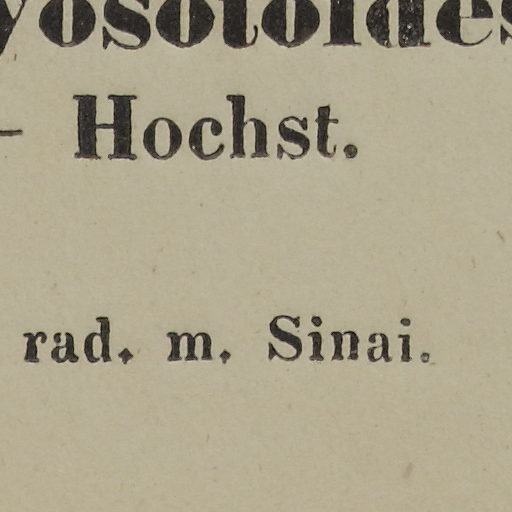 yosotoides
— Hochst.
rad. m. Sinai.